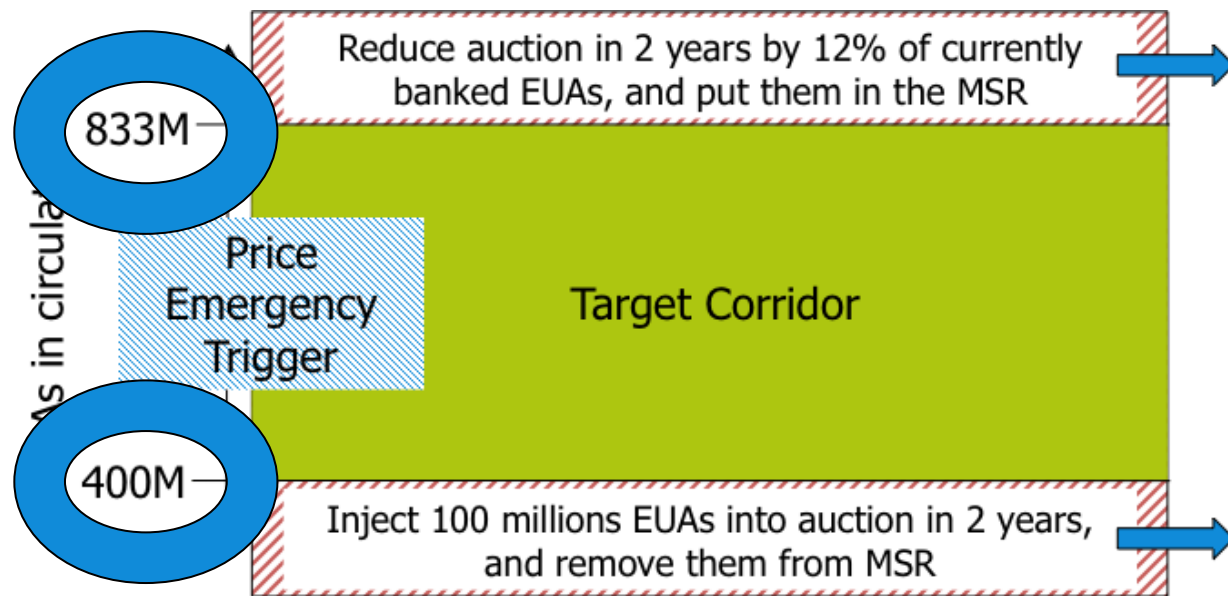 Reduce auction in 2 years by 12% of currently
banked EUAs, and put them in the MSR
833M
in circulat
Price
Emergency
Trigger
Target Corridor
400M
Inject 100 millions EUAs into auction in 2 years,
and remove them from MSR